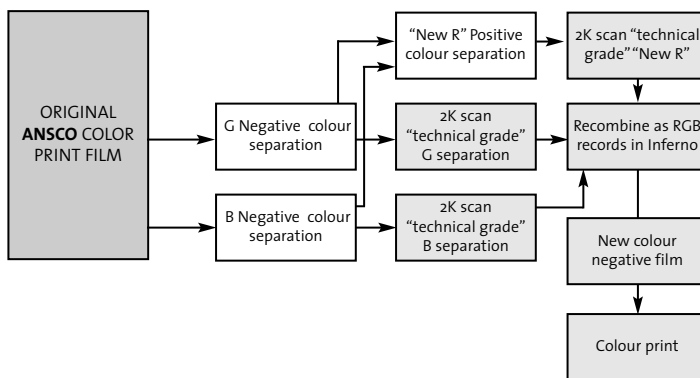 ORIGINAL
ANSCO COLOR
PRINT FILM
G Negative colour
separation
B Negative colour
separation
“New R” Positive
colour separation
2K scan
“technical grade”
G separation
2K scan
“technical grade”
B separation
2K scan “technical
grade” “New R”
Recombine as RGB
records in Inferno
New colour
negative film
Colour print